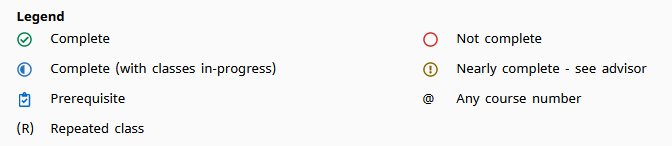 Legend
Complete
Not complete
Complete (with classes in-progress)
Nearly complete - see advisor
Prerequisite
@ Any course number
(R) Repeated class